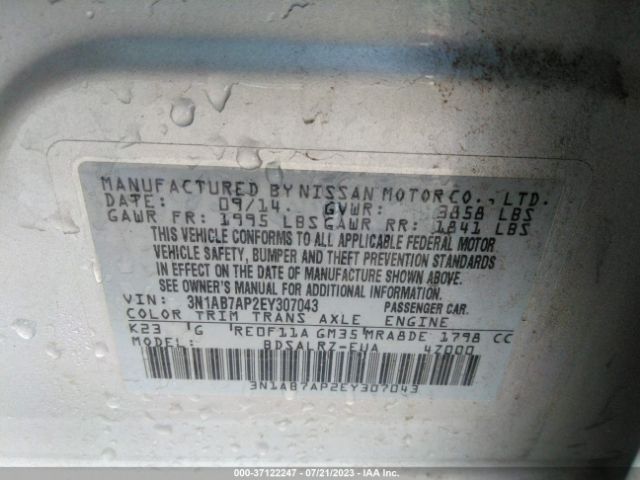 MANUFACTURED BY NISSAN MOTOR CO., LTD.
DATE: 09/14. GVWR: 3858 LBS
GAWR FR: 1995 LBS GAWR RR: 1841 LBS
THIS VEHICLE CONFORMS TO ALL APPLICABLE FEDERAL MOTOR
VEHICLE SAFETY, BUMPER AND THEFT PREVENTION STANDARDS
IN EFFECT ON THE DATE OF MANUFACTURE SHOWN ABOVE.
SEE OWNER'S MANUAL FOR ADDITIONAL INFORMATION.
VIN: 3N1AB7AP2EY307043 PASSENGER CAR.
COLOR TRIM TRANS AXLE ENGINE
K23 G RE0F11A GM35 MRA8DE 1798 CC
MODEL: BDSALRZ-EUA 4Z000
3N1AB7AP2EY307043
000-37122247 - 07/21/2023 - © IAA Inc.